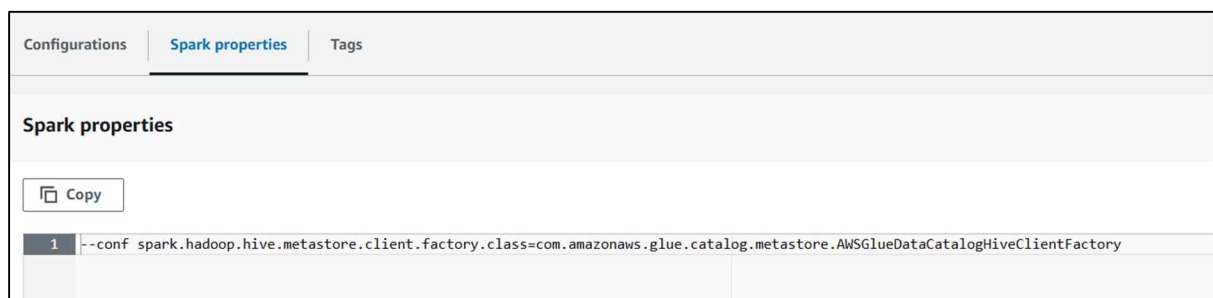 Configurations
Spark properties
Tags
Spark properties
Copy
1 --conf spark.hadoop.hive.metastore.client.factory.class=com.amazonaws.glue.catalog.metastore.AWSGlueDataCatalogHiveClientFactory